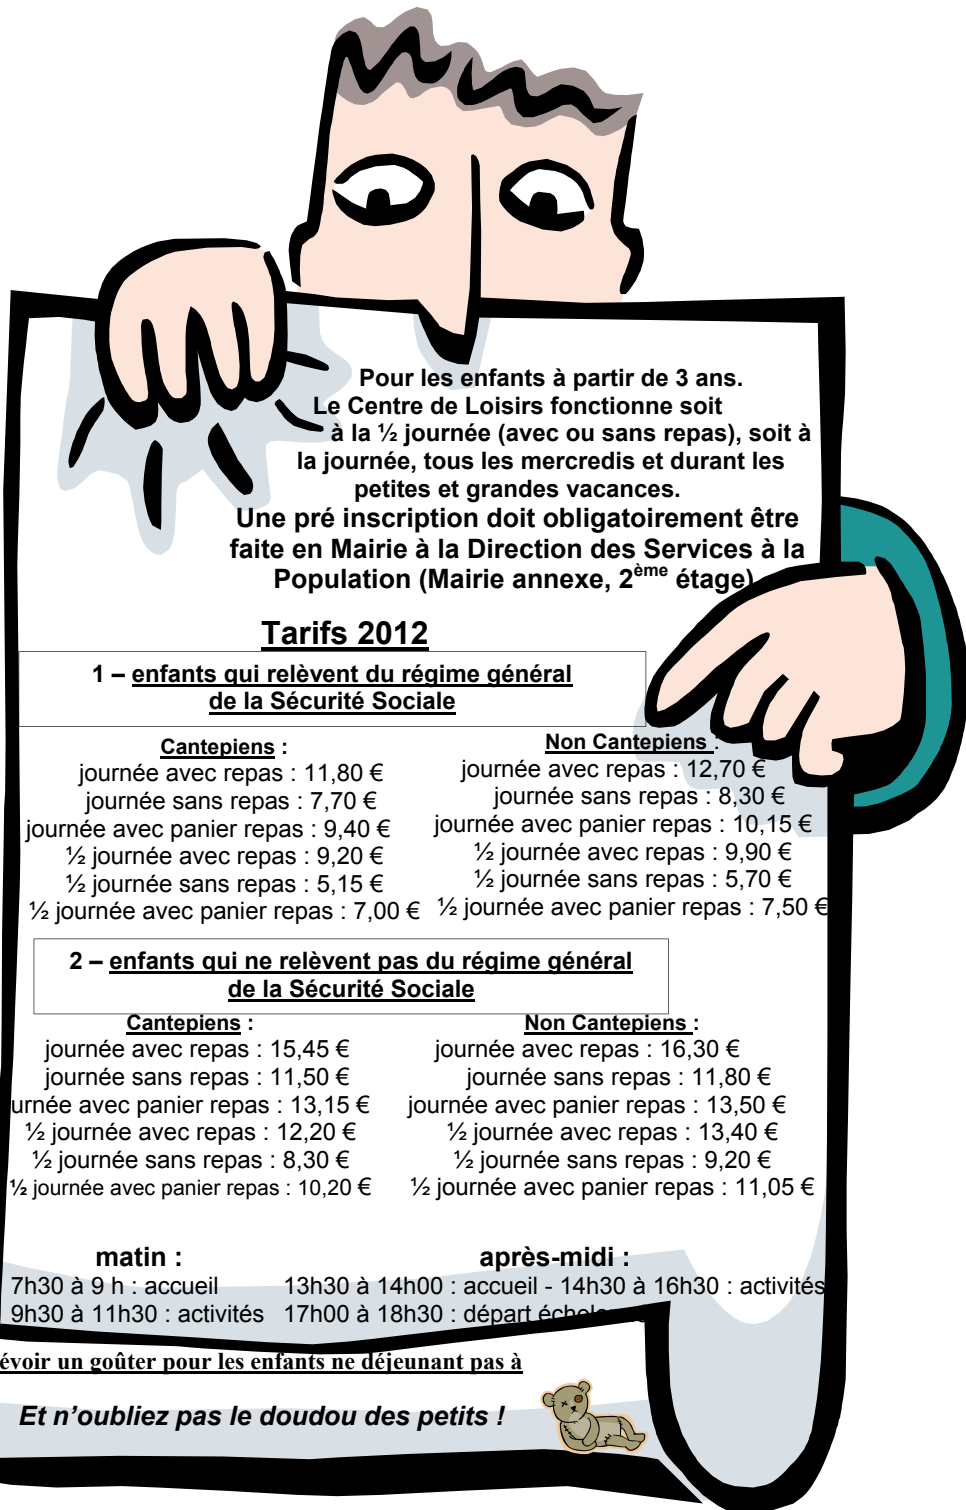 Pour les enfants à partir de 3 ans.
Le Centre de Loisirs fonctionne soit
à la ½ journée (avec ou sans repas), soit à
la journée, tous les mercredis et durant les
petites et grandes vacances.
Une pré inscription doit obligatoirement être
faite en Mairie à la Direction des Services à la
Population (Mairie annexe, 2ème étage)
Tarifs 2012
1 – enfants qui relèvent du régime général
de la Sécurité Sociale
Cantepiens :
journée avec repas : 11,80 €
journée sans repas : 7,70 €
journée avec panier repas : 9,40 €
½ journée avec repas : 9,20 €
½ journée sans repas : 5,15 €
½ journée avec panier repas : 7,00 €
Non Cantepiens :
journée avec repas : 12,70 €
journée sans repas : 8,30 €
journée avec panier repas : 10,15 €
½ journée avec repas : 9,90 €
½ journée sans repas : 5,70 €
½ journée avec panier repas : 7,50 €
2 – enfants qui ne relèvent pas du régime général
de la Sécurité Sociale
Cantepiens :
journée avec repas : 15,45 €
journée sans repas : 11,50 €
urnée avec panier repas : 13,15 €
½ journée avec repas : 12,20 €
½ journée sans repas : 8,30 €
½ journée avec panier repas : 10,20 €
Non Cantepiens :
journée avec repas : 16,30 €
journée sans repas : 11,80 €
journée avec panier repas : 13,50 €
½ journée avec repas : 13,40 €
½ journée sans repas : 9,20 €
½ journée avec panier repas : 11,05 €
matin :
7h30 à 9 h : accueil
9h30 à 11h30 : activités
après-midi :
13h30 à 14h00 : accueil - 14h30 à 16h30 : activités
17h00 à 18h30 : départ
évoir un goûter pour les enfants ne déjeunant pas à
Et n'oubliez pas le doudou des petits !